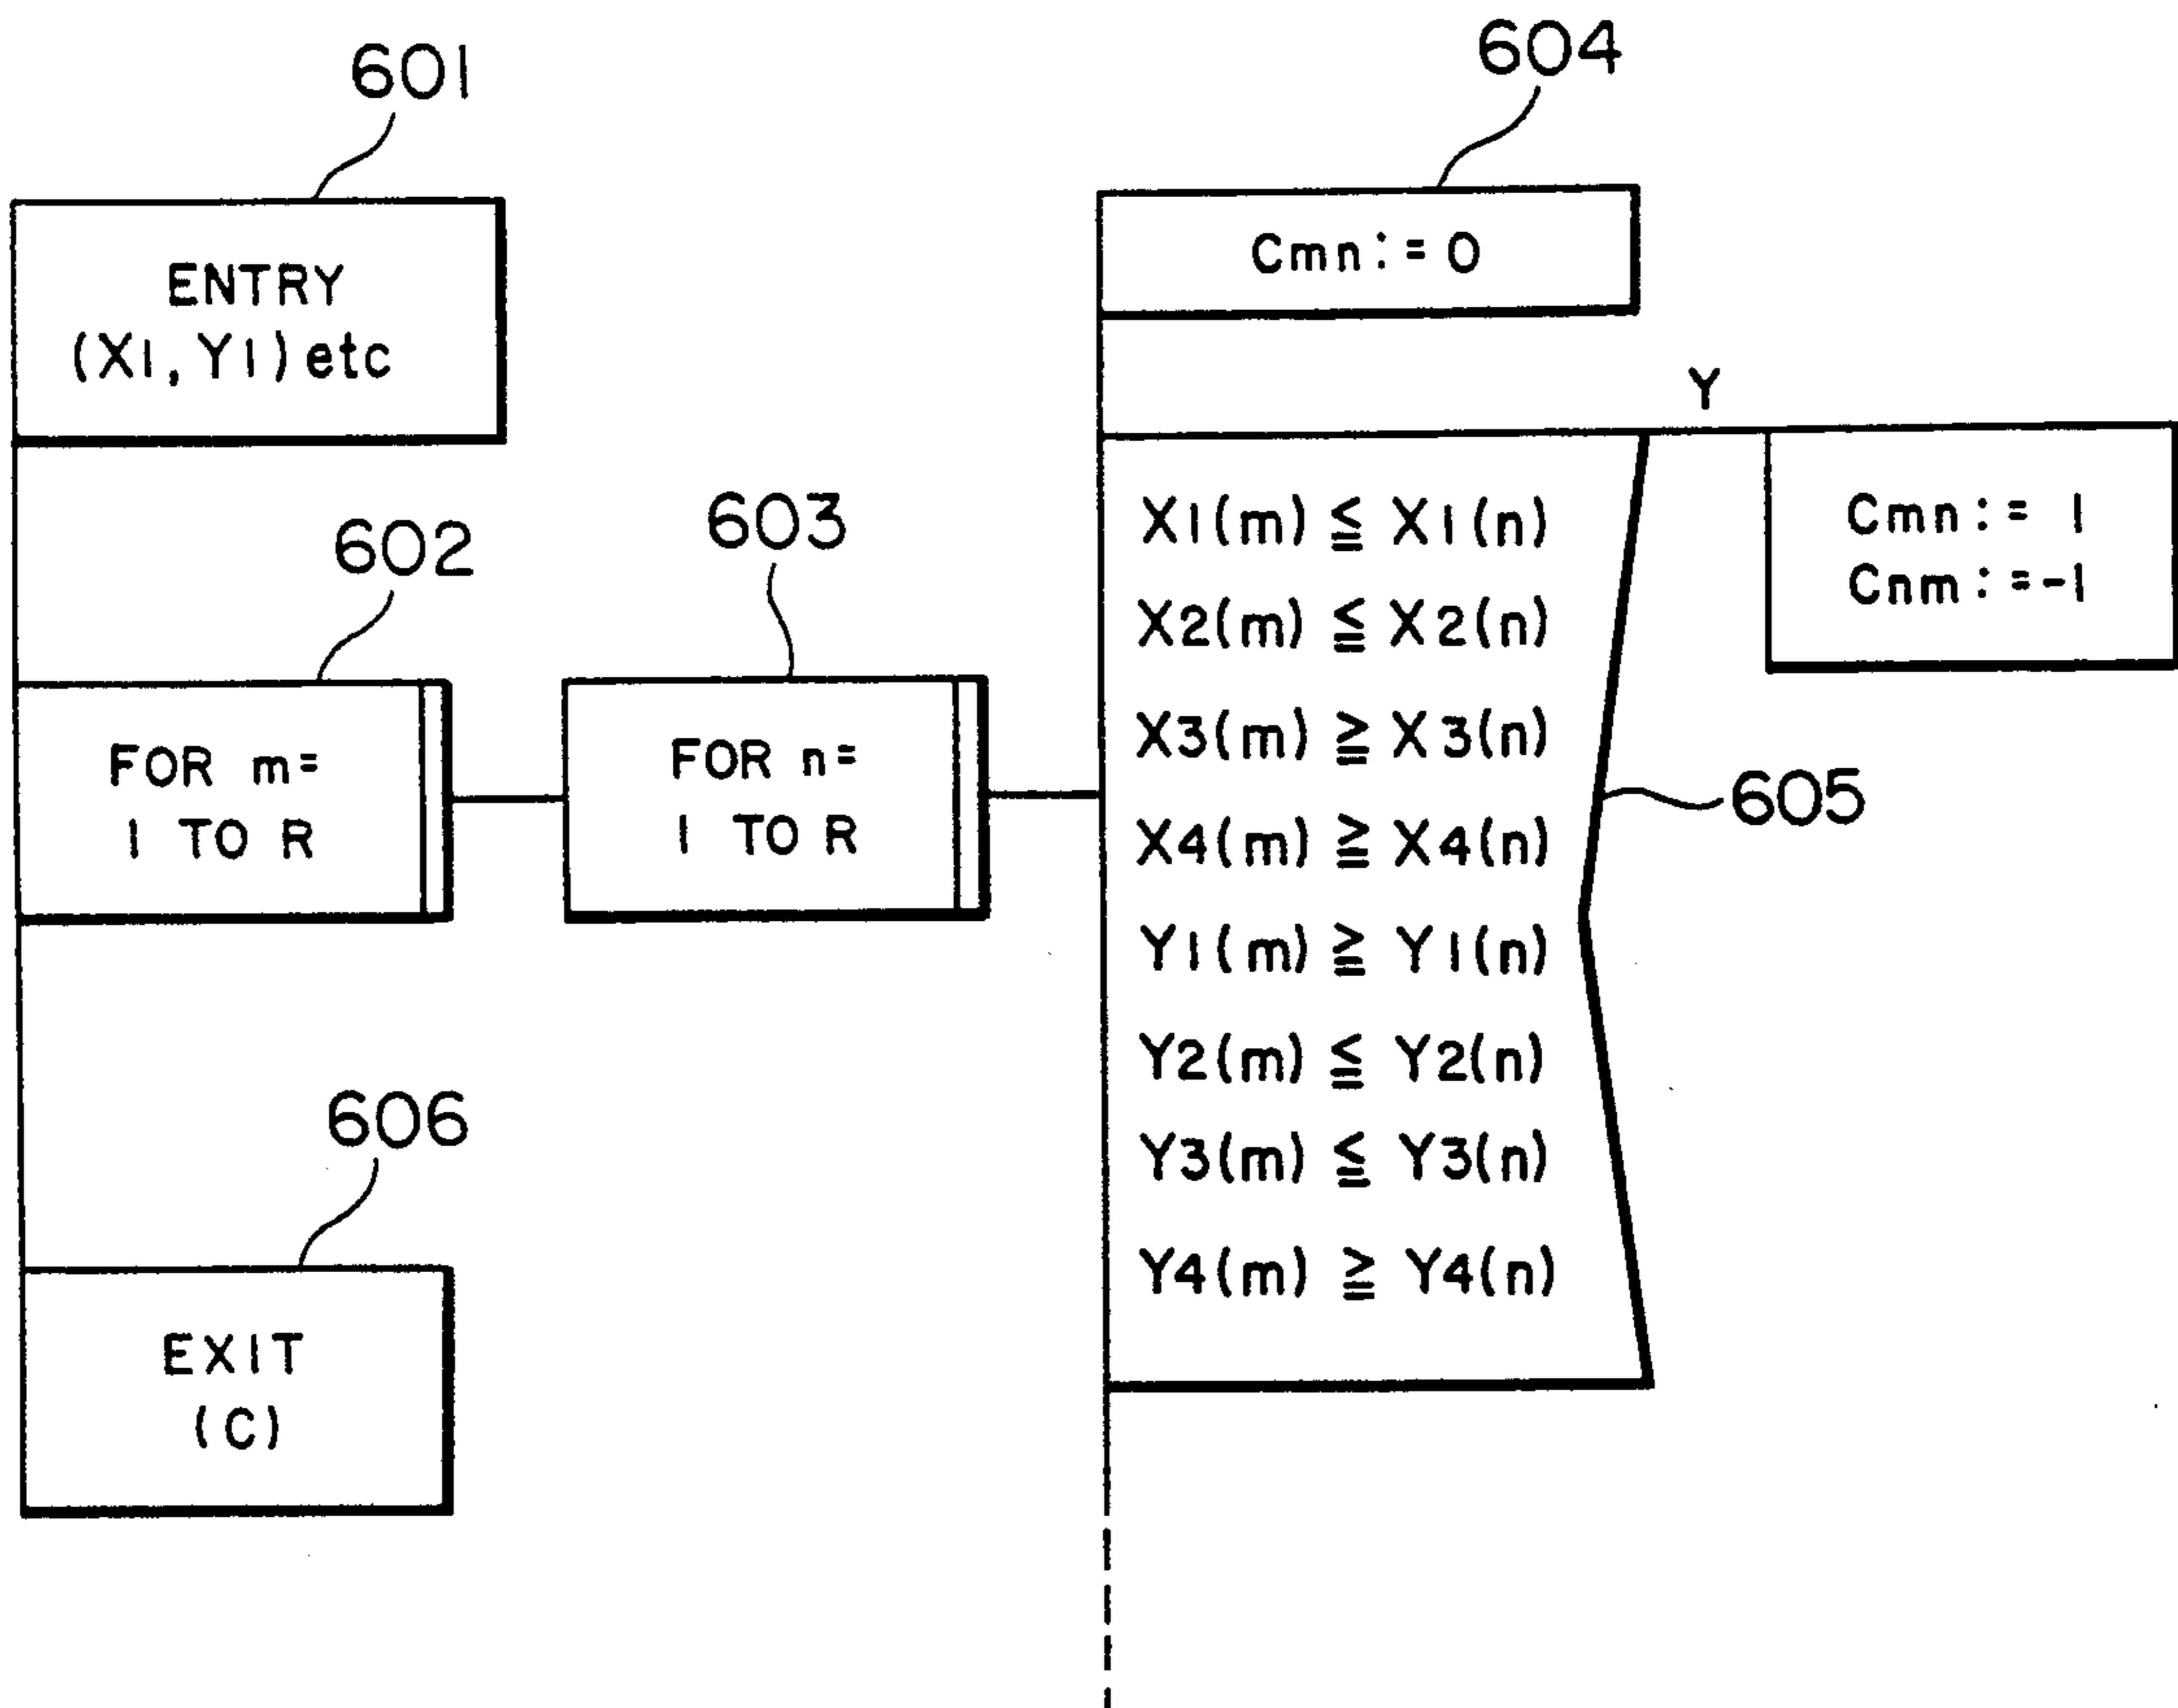 601
ENTRY
(X1, Y1) etc
602
FOR m=
1 TO R
603
FOR n=
1 TO R
606
EXIT
(C)
604
Cmn:=0
Y
X1(m) ≦ X1(n)
X2(m) ≦ X2(n)
X3(m) ≧ X3(n)
X4(m) ≧ X4(n)
Y1(m) ≧ Y1(n)
Y2(m) ≦ Y2(n)
Y3(m) ≦ Y3(n)
Y4(m) ≧ Y4(n)
605
Cmn:= 1
Cnm:=-1